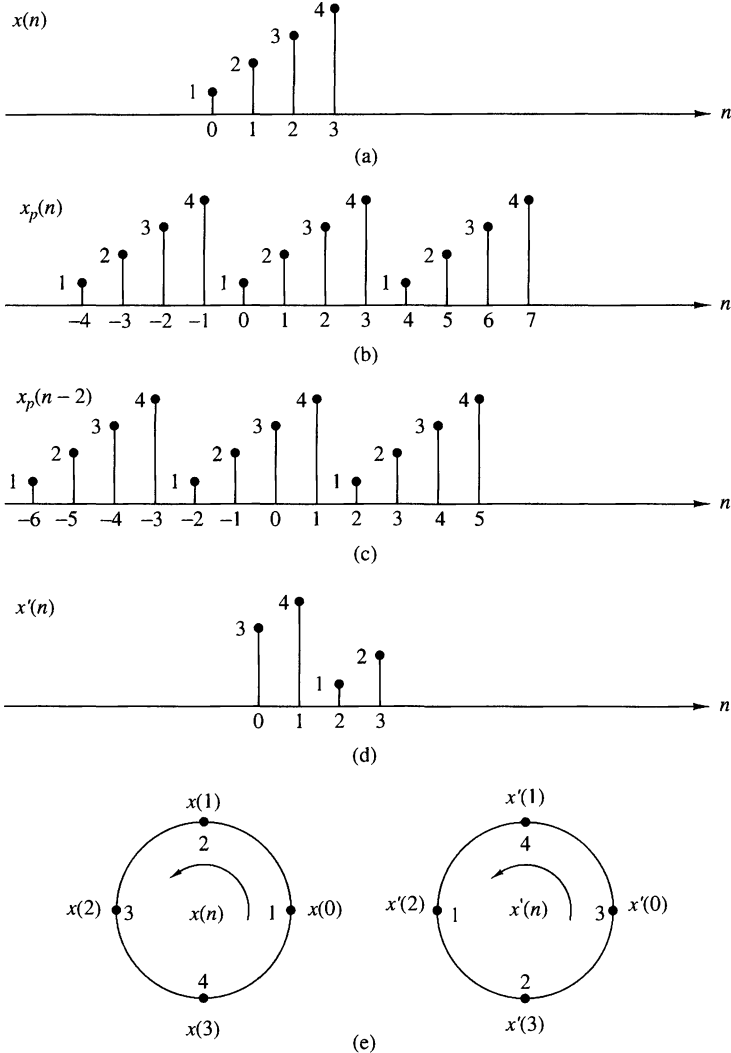 x(n)
1 2 3 4
n
0 1 2 3
(a)
x_p(n)
1 2 3 4 1 2 3 4 1 2 3 4
n
−4 −3 −2 −1 0 1 2 3 4 5 6 7
(b)
x_p(n − 2)
1 2 3 4 1 2 3 4 1 2 3 4
n
−6 −5 −4 −3 −2 −1 0 1 2 3 4 5
(c)
x'(n)
3 4 1 2
n
0 1 2 3
(d)
x(1)
2
x(2) 3 x(n) 1 x(0)
4
x(3)
x'(1)
4
x'(2) 1 x'(n) 3 x'(0)
2
x'(3)
(e)